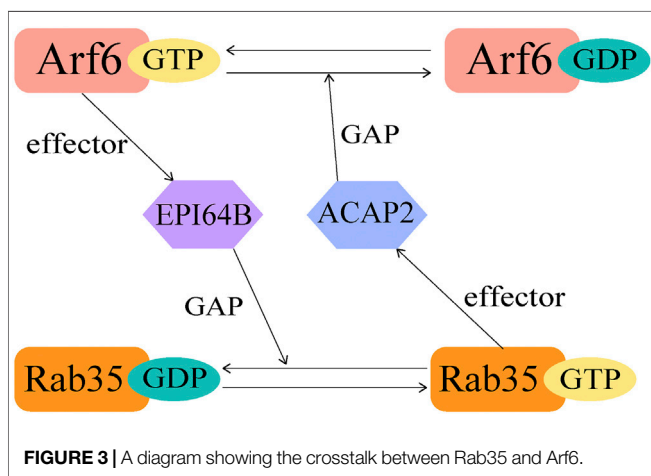 Arf6 GTP Arf6 GDP
GAP
effector
EPI64B ACAP2
GAP effector
Rab35 GDP Rab35 GTP
FIGURE 3 | A diagram showing the crosstalk between Rab35 and Arf6.